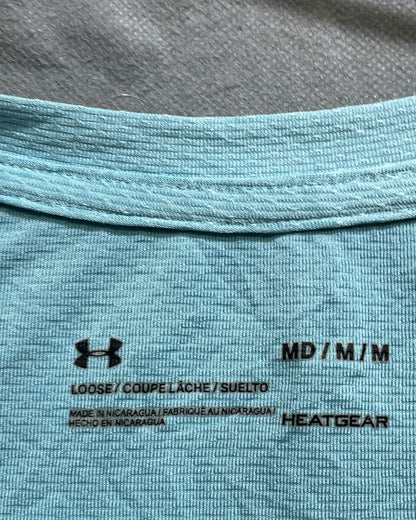 MD / M / M
LOOSE / COUPE LÂCHE / SUELTO
MADE IN NICARAGUA / FABRIQUÉ AU NICARAGUA /
HECHO EN NICARAGUA
HEATGEAR